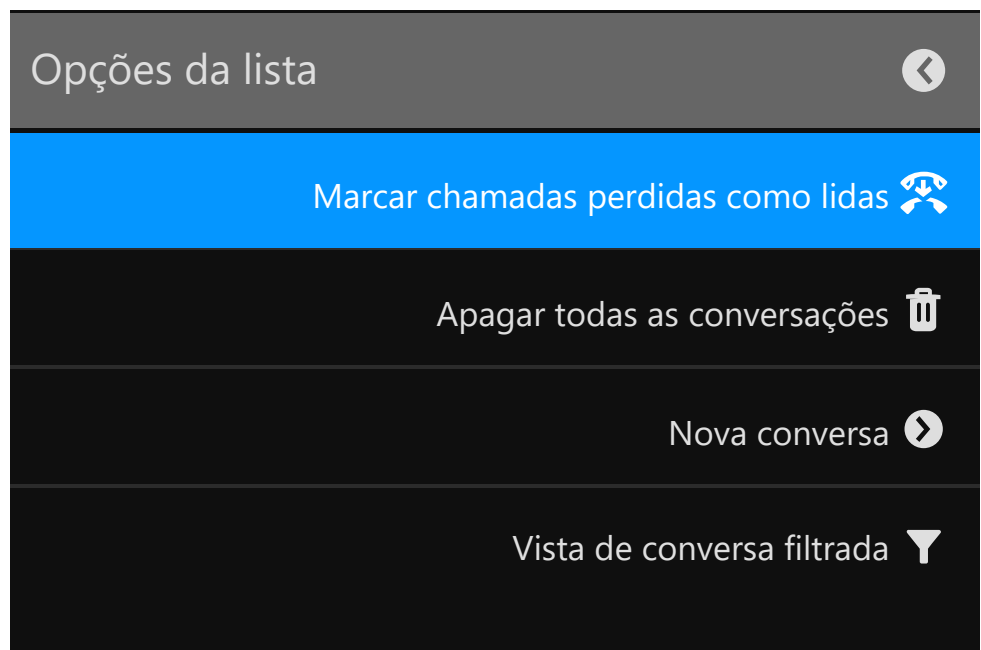 Opções da lista
Marcar chamadas perdidas como lidas
Apagar todas as conversações
Nova conversa
Vista de conversa filtrada